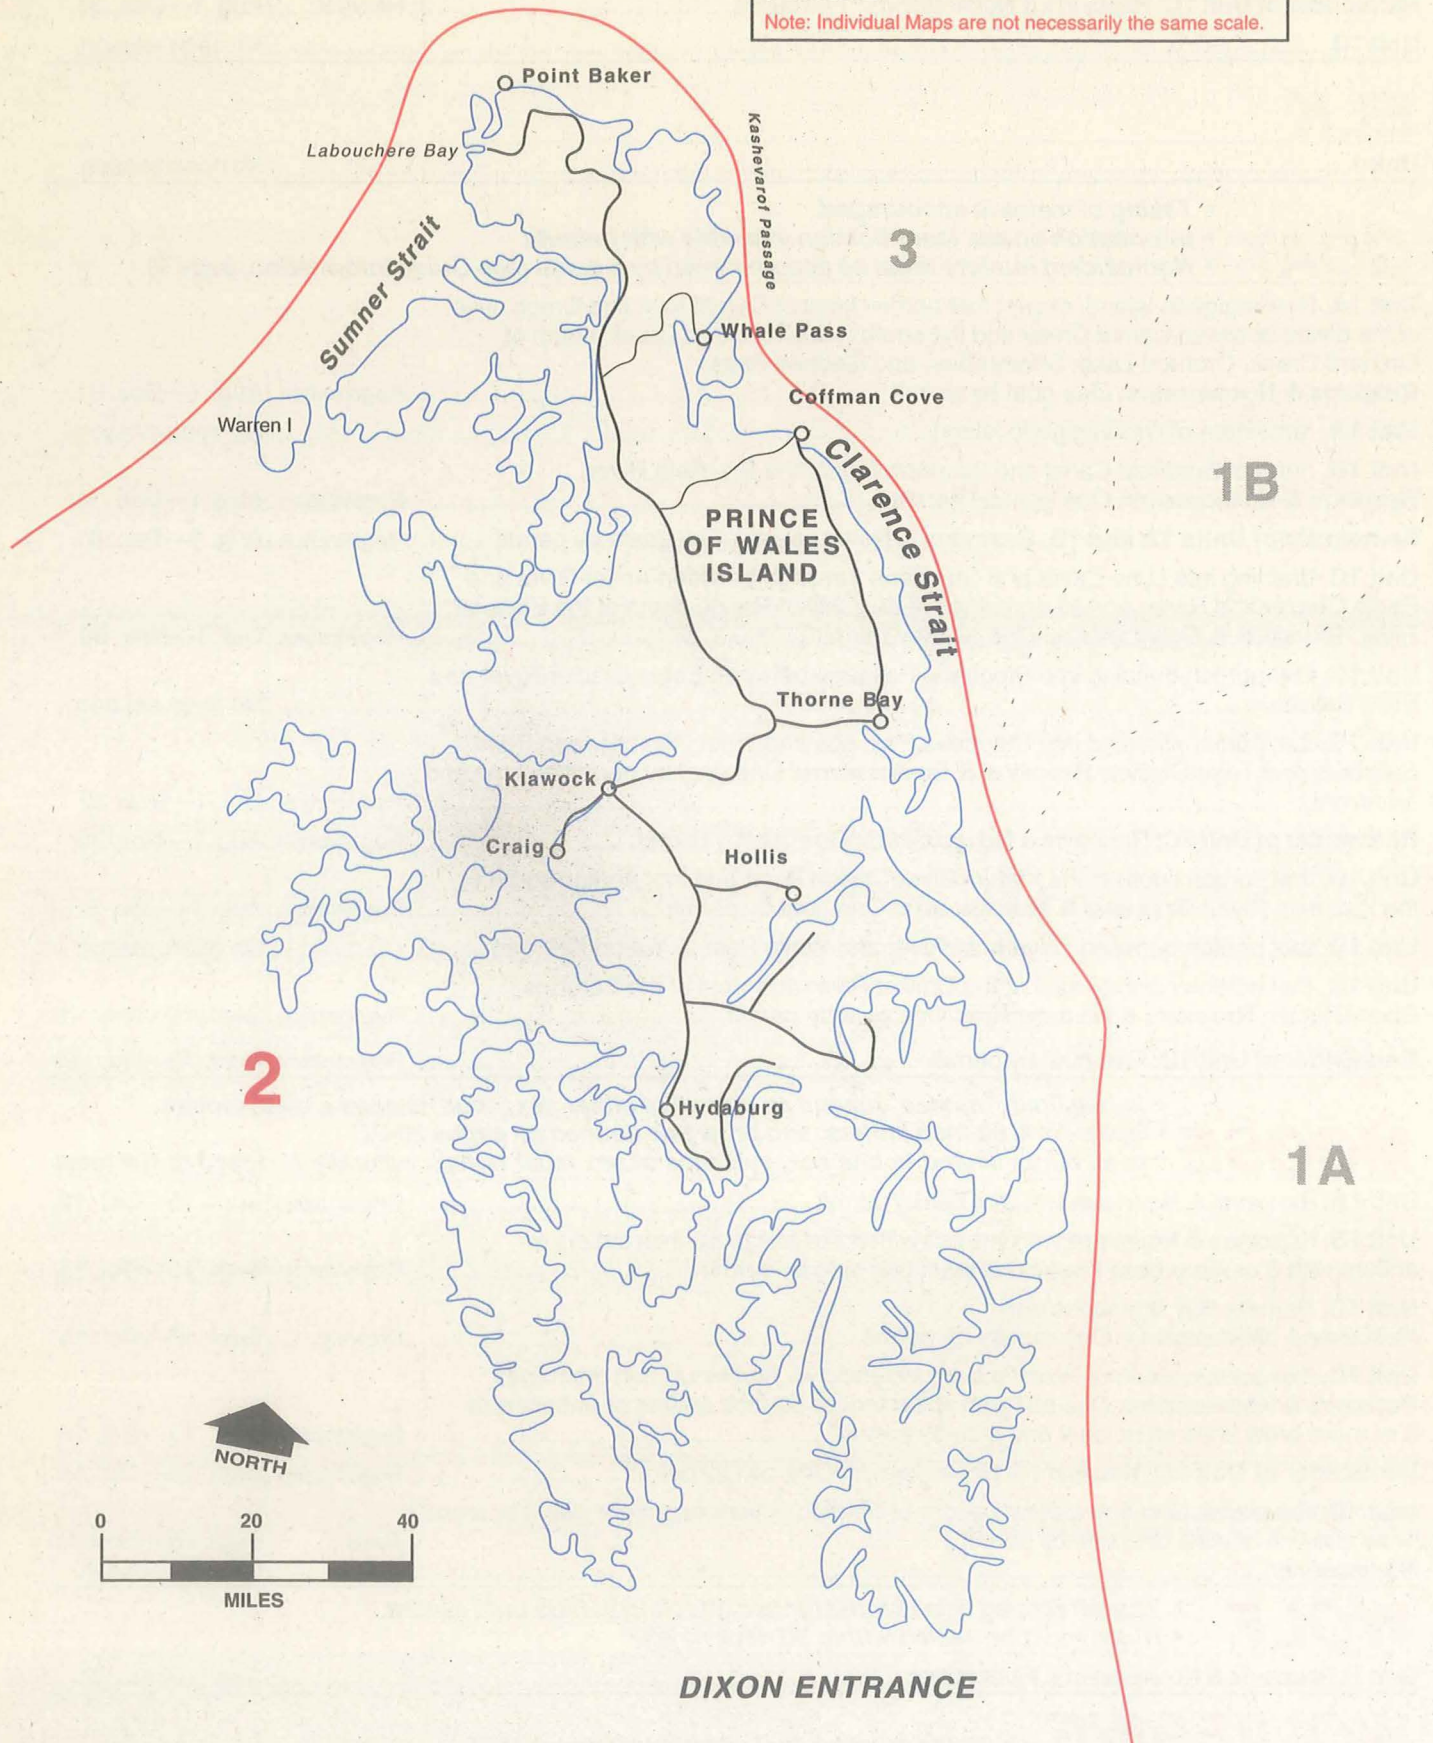 Note: Individual Maps are not necessarily the same scale.
Point Baker
Labouchere Bay
Kashevarof Passage
3
Sumner Strait
Whale Pass
Coffman Cove
Warren I
Clarence Strait
1B
PRINCE
OF WALES
ISLAND
Thorne Bay
Klawock
Craig
Hollis
2
Hydaburg
1A
NORTH
0 20 40
MILES
DIXON ENTRANCE